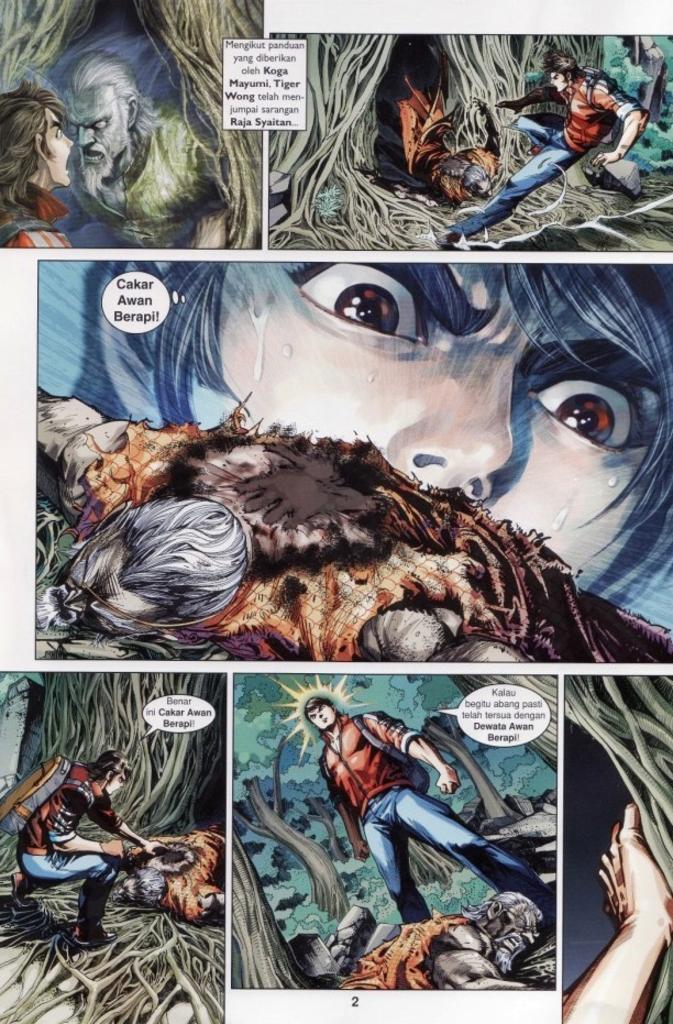 Mengikut panduan
yang diberikan
oleh Koga
Mayumi, Tiger
Wong telah men-
jumpai sarangan
Raja Syaitan...
Cakar
Awan
Berapi!
Benar
ini Cakar Awan
Berapi!
Kalau
begitu abang pasti
telah tersua dengan
Dewata Awan
Berapi!
2